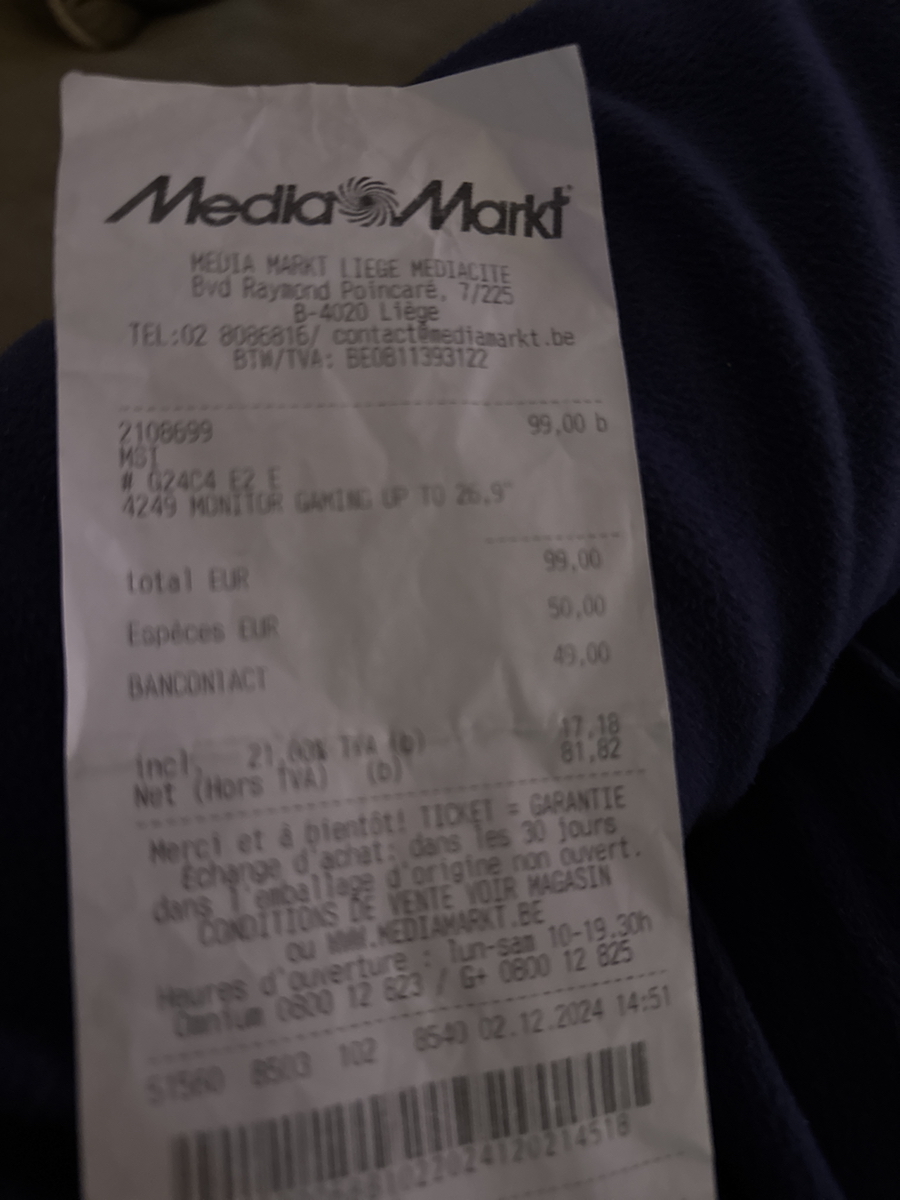 Media Markt
MEDIA MARKT LIEGE MEDIACITE
Bvd Raymond Poincaré, 7/225
B-4020 Liège
TEL:02 8086816/ contact@mediamarkt.be
BTW/TVA: BE0811393122
2108699 99,00 b
MSI
# G24C4 E2 E
4249 MONITOR GAMING UP TO 26,9"
total EUR 99,00
Espéces EUR 50,00
BANCONTACT 49,00
incl. 21,00% TVA (b) 17,18
Net (Hors TVA) (b) 81,82
Merci et à bientôt! TICKET = GARANTIE
Echange d'achat: dans les 30 jours
dans l'emballage d'origine non ouvert.
CONDITIONS DE VENTE VOIR MAGASIN
ou WWW.MEDIAMARKT.BE
Heures d'ouverture : lun-sam 10-19.30h
Omnium 0800 12 823 / G+ 0800 12 825
8503 102 8540 02.12.2024 14:51